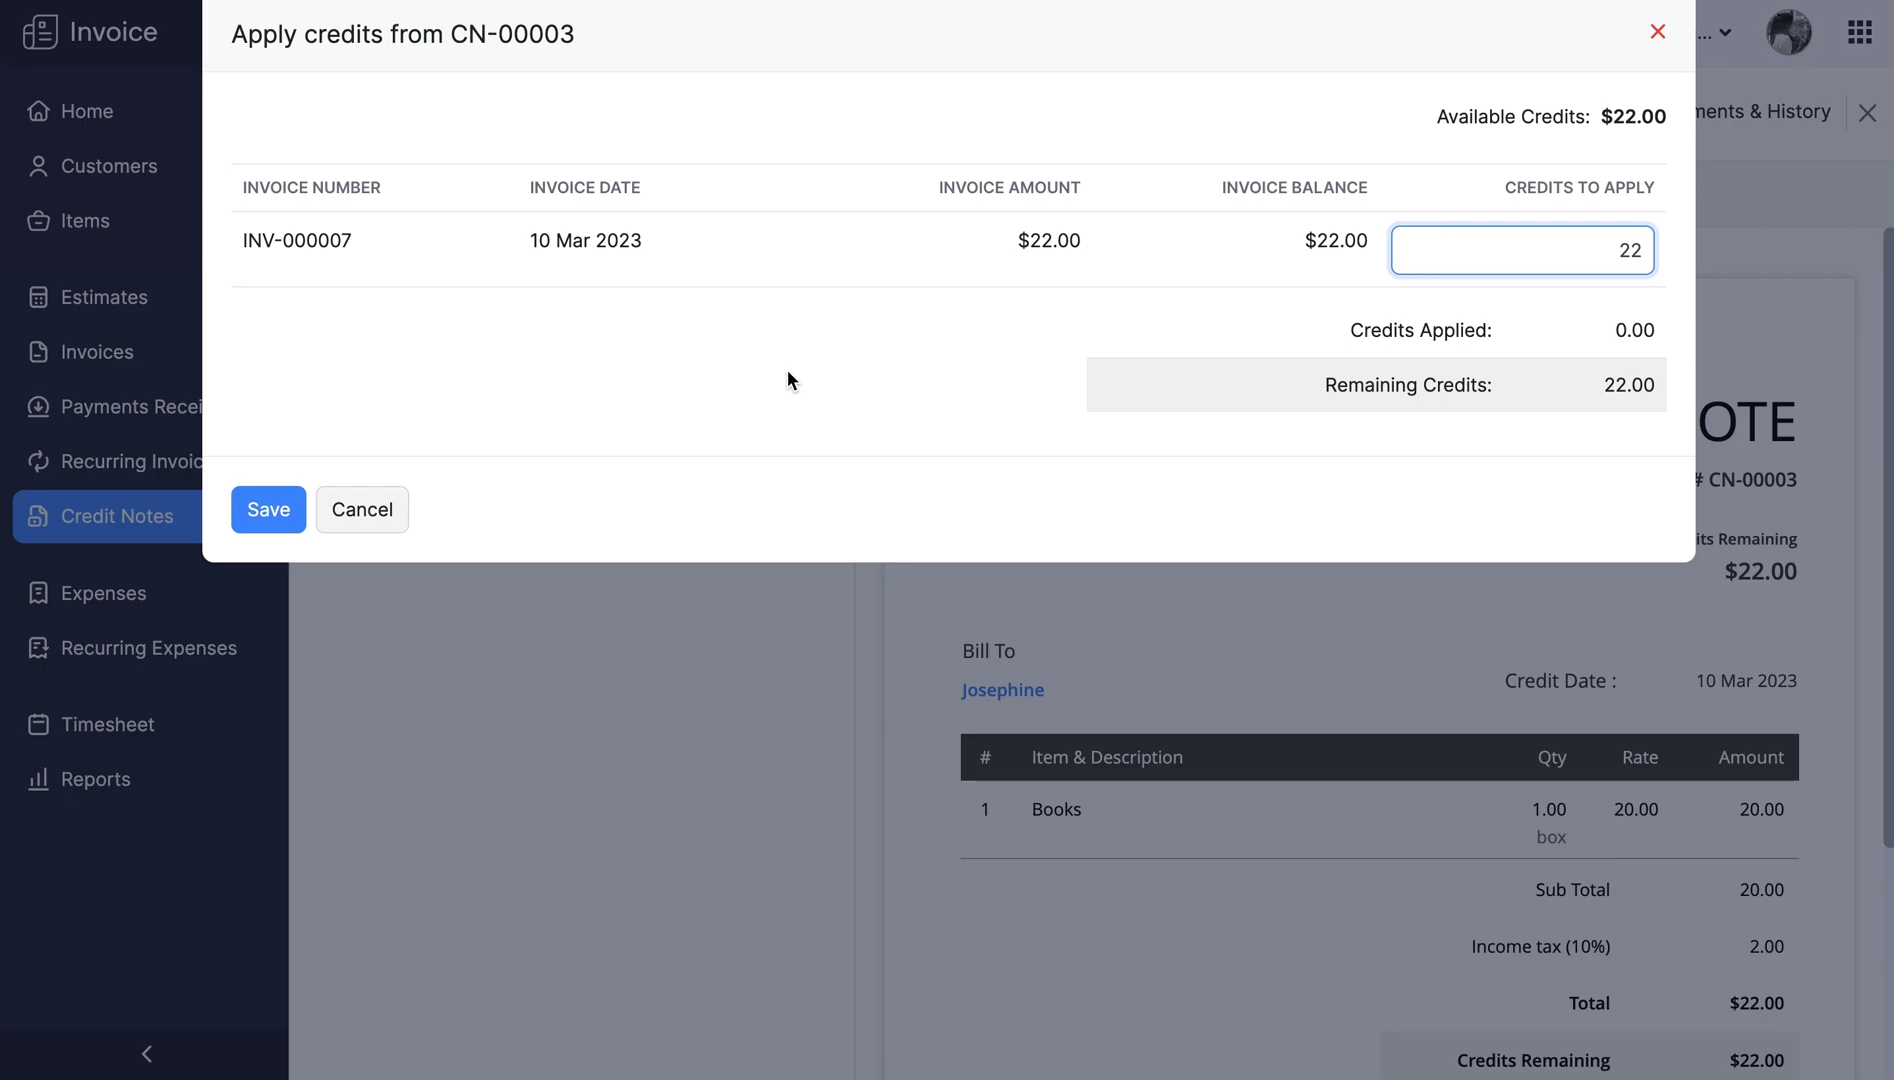 Invoice
Home
Customers
Items
Estimates
Invoices
Payments Recei
Recurring Invoic
Credit Notes
Expenses
Recurring Expenses
Timesheet
Reports
Apply credits from CN-00003
...
ments & History
Available Credits: $22.00
INVOICE NUMBER INVOICE DATE INVOICE AMOUNT INVOICE BALANCE CREDITS TO APPLY
INV-000007 10 Mar 2023 $22.00 $22.00 22
Credits Applied: 0.00
Remaining Credits: 22.00
Save Cancel
OTE
# CN-00003
its Remaining
$22.00
Bill To
Josephine
Credit Date : 10 Mar 2023
# Item & Description Qty Rate Amount
1 Books 1.00 20.00 20.00
box
Sub Total 20.00
Income tax (10%) 2.00
Total $22.00
Credits Remaining $22.00